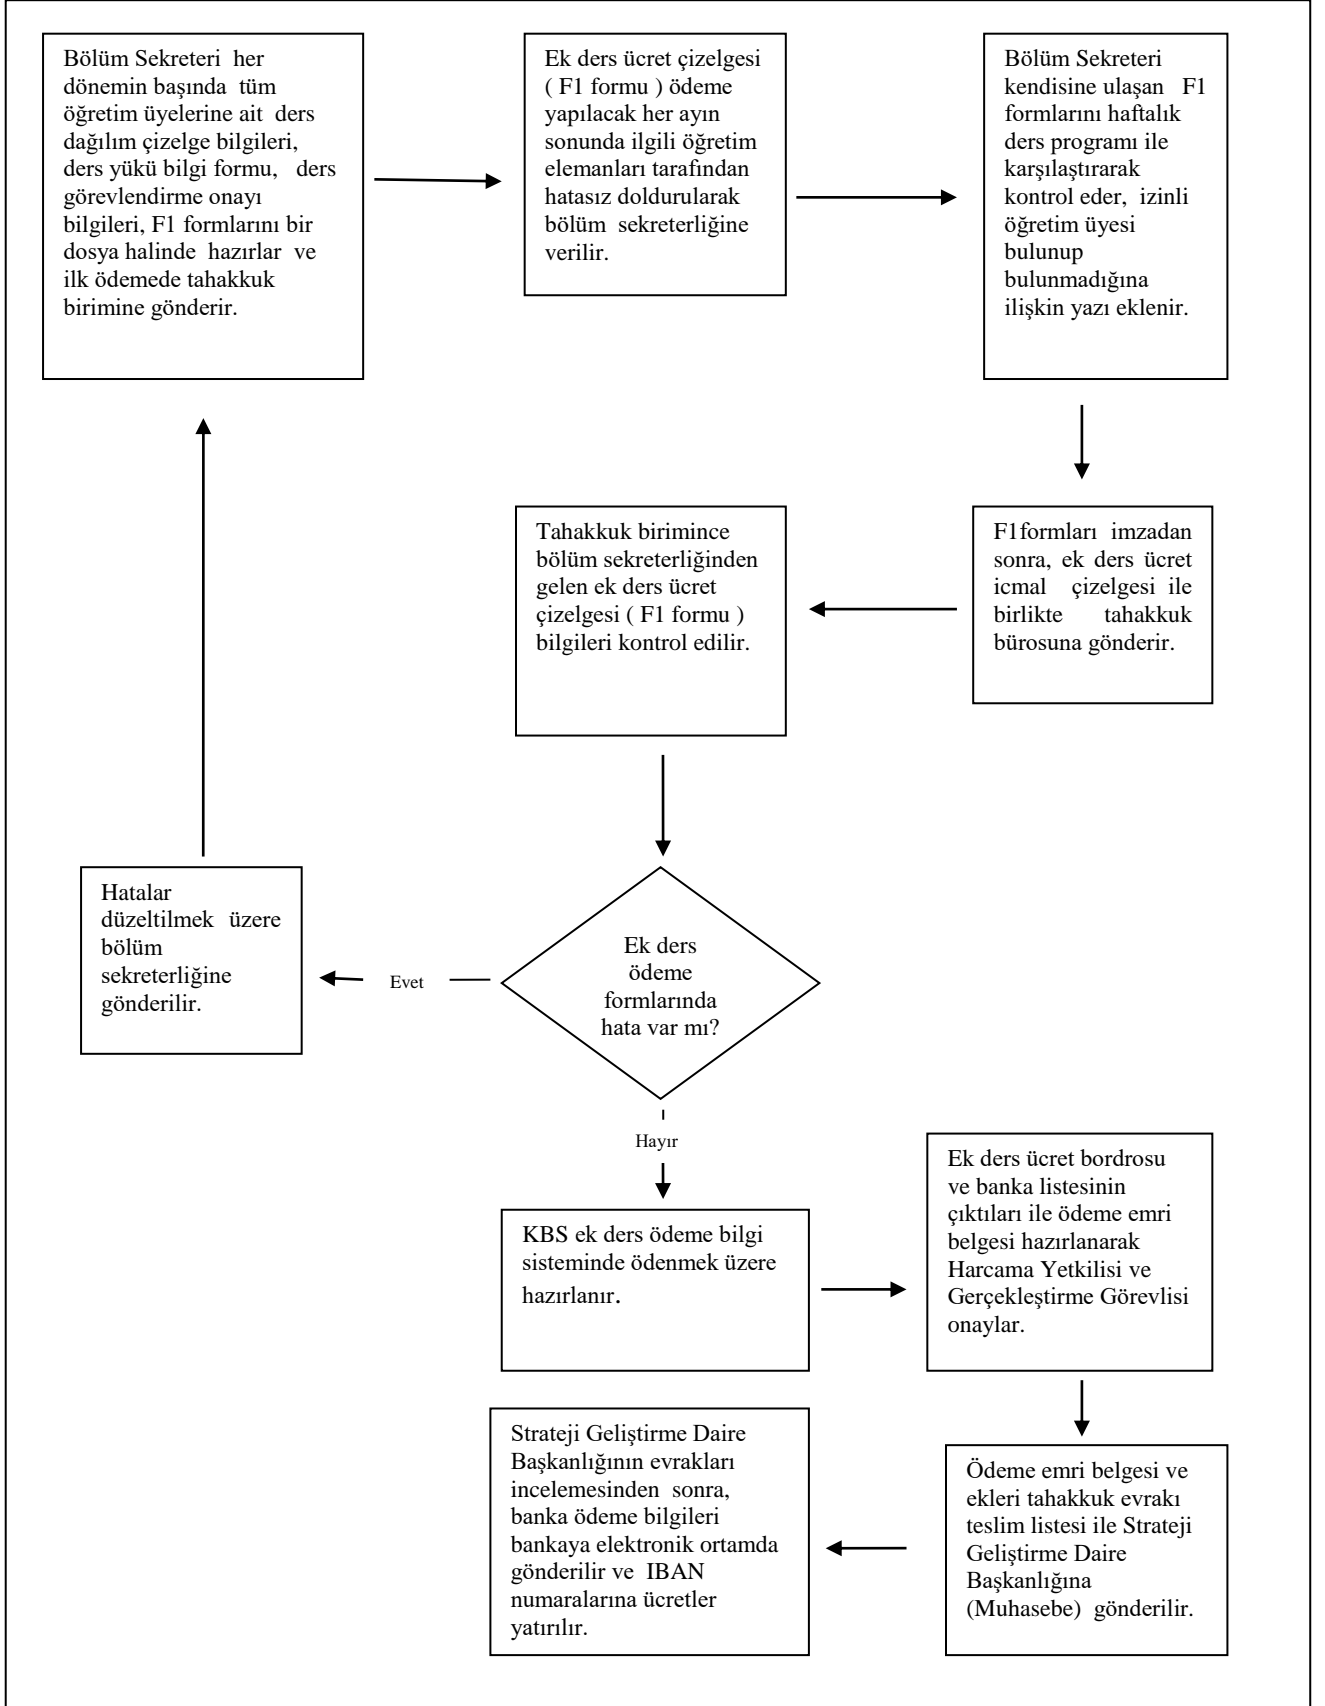 Bölüm Sekreteri her
dönemin başında tüm
öğretim üyelerine ait ders
dağılım çizelge bilgileri,
ders yükü bilgi formu, ders
görevlendirme onayı
bilgileri, F1 formlarını bir
dosya halinde hazırlar ve
ilk ödemede tahakkuk
birimine gönderir.
Ek ders ücret çizelgesi
( F1 formu ) ödeme
yapılacak her ayın
sonunda ilgili öğretim
elemanları tarafından
hatasız doldurularak
bölüm sekreterliğine
verilir.
Bölüm Sekreteri
kendisine ulaşan F1
formlarını haftalık
ders programı ile
karşılaştırarak
kontrol eder, izinli
öğretim üyesi
bulunup
bulunmadığına
ilişkin yazı eklenir.
F1formları imzadan
sonra, ek ders ücret
icmal çizelgesi ile
birlikte tahakkuk
bürosuna gönderir.
Tahakkuk birimince
bölüm sekreterliğinden
gelen ek ders ücret
çizelgesi ( F1 formu )
bilgileri kontrol edilir.
Ek ders
ödeme
formlarında
hata var mı?
Evet
Hatalar
düzeltilmek üzere
bölüm
sekreterliğine
gönderilir.
Hayır
KBS ek ders ödeme bilgi
sisteminde ödenmek üzere
hazırlanır.
Ek ders ücret bordrosu
ve banka listesinin
çıktıları ile ödeme emri
belgesi hazırlanarak
Harcama Yetkilisi ve
Gerçekleştirme Görevlisi
onaylar.
Ödeme emri belgesi ve
ekleri tahakkuk evrakı
teslim listesi ile Strateji
Geliştirme Daire
Başkanlığına
(Muhasebe) gönderilir.
Strateji Geliştirme Daire
Başkanlığının evrakları
incelemesinden sonra,
banka ödeme bilgileri
bankaya elektronik ortamda
gönderilir ve IBAN
numaralarına ücretler
yatırılır.